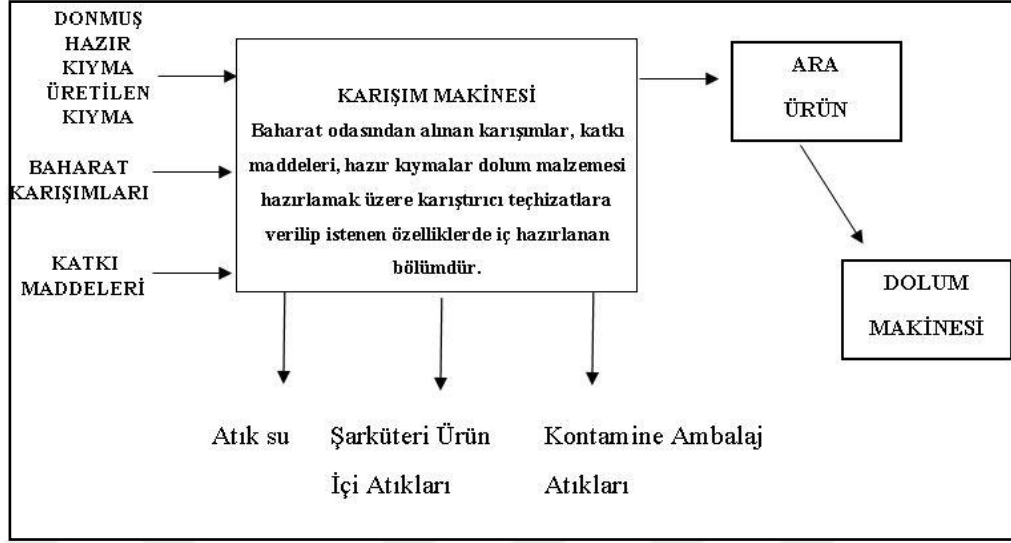 DONMUŞ
HAZIR
KIYMA
ÜRETİLEN
KIYMA
BAHARAT
KARIŞIMLARI
KATKI
MADDELERİ
KARIŞIM MAKİNESİ
Baharat odasından alınan karışımlar, katkı
maddeleri, hazır kıymalar dolum malzemesi
hazırlamak üzere karıştırıcı teçhizatlara
verilip istenen özelliklerde iç hazırlanan
bölümdür.
ARA
ÜRÜN
DOLUM
MAKİNESİ
Atık su
Şarküteri Ürün
İçi Atıkları
Kontamine Ambalaj
Atıkları